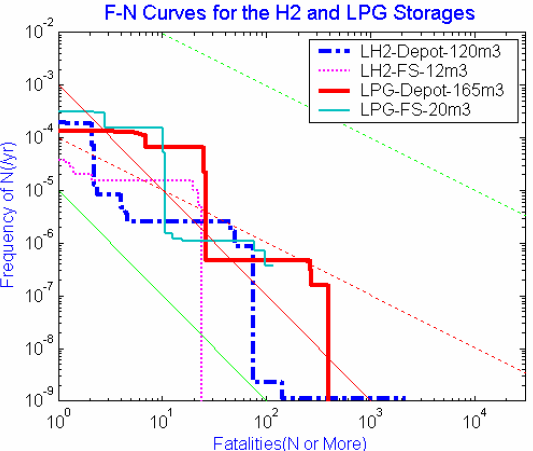 F-N Curves for the H2 and LPG Storages
LH2-Depot-120m3
LH2-FS-12m3
LPG-Depot-165m3
LPG-FS-20m3
Frequency of N(/yr)
10^-2
10^-3
10^-4
10^-5
10^-6
10^-7
10^-8
10^-9
10^0 10^1 10^2 10^3 10^4
Fatalities(N or More)